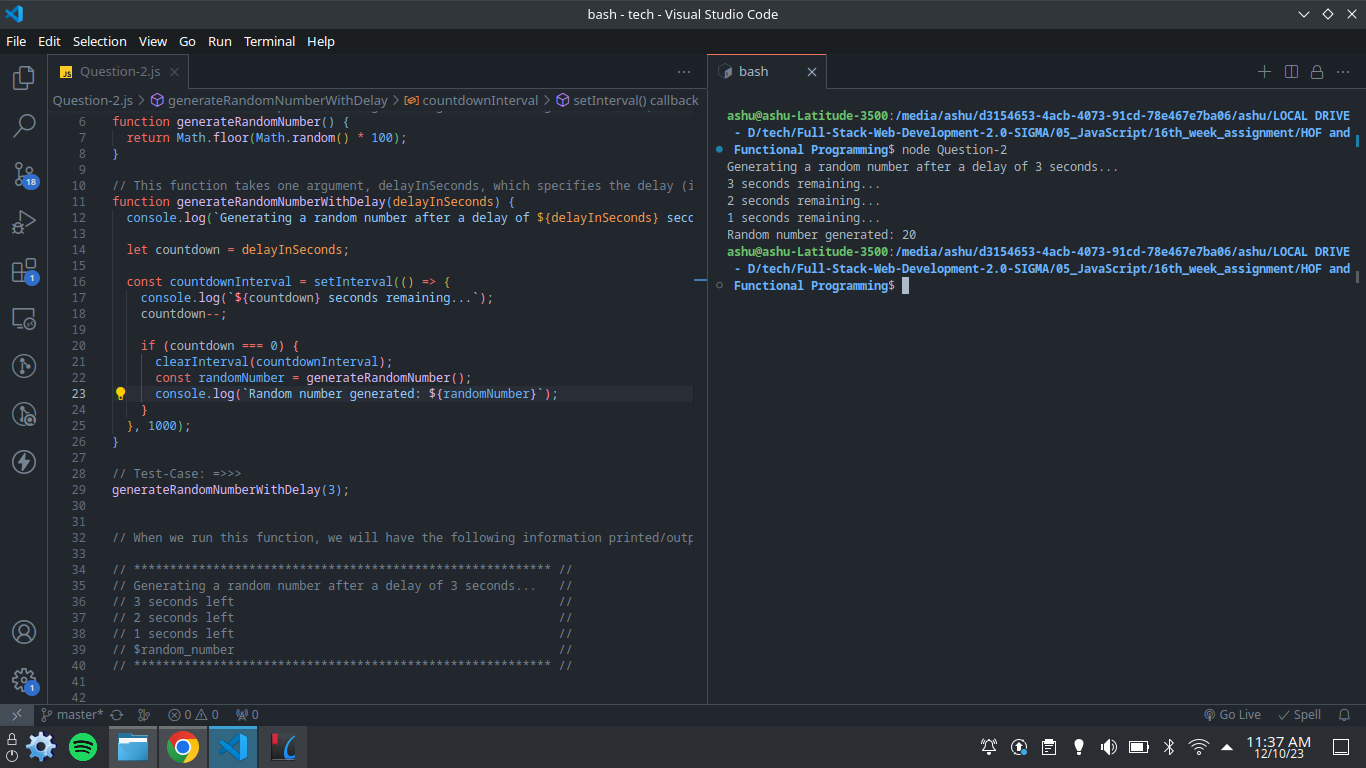 bash - tech - Visual Studio Code
File Edit Selection View Go Run Terminal Help
JS Question-2.js
Question-2.js > generateRandomNumberWithDelay > countdownInterval > setInterval() callback
6 function generateRandomNumber() {
7 return Math.floor(Math.random() * 100);
8 }
9
10 // This function takes one argument, delayInSeconds, which specifies the delay (i
11 function generateRandomNumberWithDelay(delayInSeconds) {
12 console.log(`Generating a random number after a delay of ${delayInSeconds} seco
13
14 let countdown = delayInSeconds;
15
16 const countdownInterval = setInterval(() => {
17 console.log(`${countdown} seconds remaining...`);
18 countdown--;
19
20 if (countdown === 0) {
21 clearInterval(countdownInterval);
22 const randomNumber = generateRandomNumber();
23 console.log(`Random number generated: ${randomNumber}`);
24 }
25 }, 1000);
26 }
27
28 // Test-Case: =>>>
29 generateRandomNumberWithDelay(3);
30
31
32 // When we run this function, we will have the following information printed/outp
33
34 // ********************************************************** //
35 // Generating a random number after a delay of 3 seconds... //
36 // 3 seconds left //
37 // 2 seconds left //
38 // 1 seconds left //
39 // $random_number //
40 // ********************************************************** //
41
42
18
1
1
bash
ashu@ashu-Latitude-3500:/media/ashu/d3154653-4acb-4073-91cd-78e467e7ba06/ashu/LOCAL DRIVE
- D/tech/Full-Stack-Web-Development-2.0-SIGMA/05_JavaScript/16th_week_assignment/HOF and
Functional Programming$ node Question-2
Generating a random number after a delay of 3 seconds...
3 seconds remaining...
2 seconds remaining...
1 seconds remaining...
Random number generated: 20
ashu@ashu-Latitude-3500:/media/ashu/d3154653-4acb-4073-91cd-78e467e7ba06/ashu/LOCAL DRIVE
- D/tech/Full-Stack-Web-Development-2.0-SIGMA/05_JavaScript/16th_week_assignment/HOF and
Functional Programming$
master* 0 0 0 Go Live Spell
11:37 AM
12/10/23